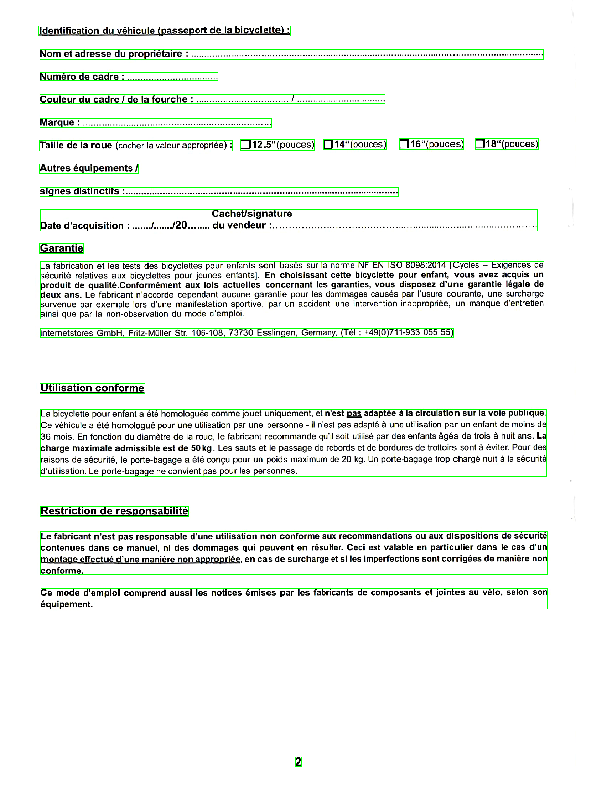 Identification du véhicule (passeport de la bicyclette) :
Nom et adresse du propriétaire : ....................................................................................................
Numéro de cadre : ................................
Couleur du cadre / de la fourche : ................................. / ................................
Marque : ....................................................................
Taille de la roue (cocher la valeur appropriée) : ☐12.5“(pouces) ☐14“(pouces) ☐16“(pouces) ☐18“(pouces)
Autres équipements /
signes distinctifs :....................................................................................................
Cachet/signature
Date d'acquisition : ......./......./20........ du vendeur :....................................................................
Garantie
La fabrication et les tests des bicyclettes pour enfants sont basés sur la norme NF EN ISO 8098:2014 [Cycles – Exigences de
sécurité relatives aux bicyclettes pour jeunes enfants]. En choisissant cette bicyclette pour enfant, vous avez acquis un
produit de qualité.Conformément aux lois actuelles concernant les garanties, vous disposez d'une garantie légale de
deux ans. Le fabricant n'accorde cependant aucune garantie pour les dommages causés par l'usure courante, une surcharge
survenue par exemple lors d'une manifestation sportive, par un accident une intervention inappropriée, un manque d'entretien
ainsi que par la non-observation du mode d'emploi.
internetstores GmbH, Fritz-Müller Str. 106-108, 73730 Esslingen, Germany, (Tél : +49(0)711-933 055 55)
Utilisation conforme
La bicyclette pour enfant a été homologuée comme jouet uniquement, el n'est pas adaptée à la circulation sur la voie publique.
Ce véhicule a été homologué pour une utilisation par une personne - il n'est pas adapté à une utilisation par un enfant de moins de
36 mois. En fonction du diamètre de la roue, le fabricant recommande qu'il soit utilisé par des enfants âgés de trois à huit ans. La
charge maximale admissible est de 50 kg. Les sauts et le passage de rebords et de bordures de trottoirs sont à éviter. Pour des
raisons de sécurité, le porte-bagage a été conçu pour un poids maximum de 20 kg. Un porte-bagage trop chargé nuit à la sécurité
d'utilisation. Le porte-bagage ne convient pas pour les personnes.
Restriction de responsabilité
Le fabricant n'est pas responsable d'une utilisation non conforme aux recommendations ou aux dispositions de sécurité
contenues dans ce manuel, ni des dommages qui peuvent en résulter. Ceci est valable en particulier dans le cas d'un
montage effectué d'une manière non appropriée, en cas de surcharge et si les imperfections sont corrigées de manière non
conforme.
Ce mode d'emploi comprend aussi les notices émises par les fabricants de composants et jointes au vélo, selon son
équipement.
2